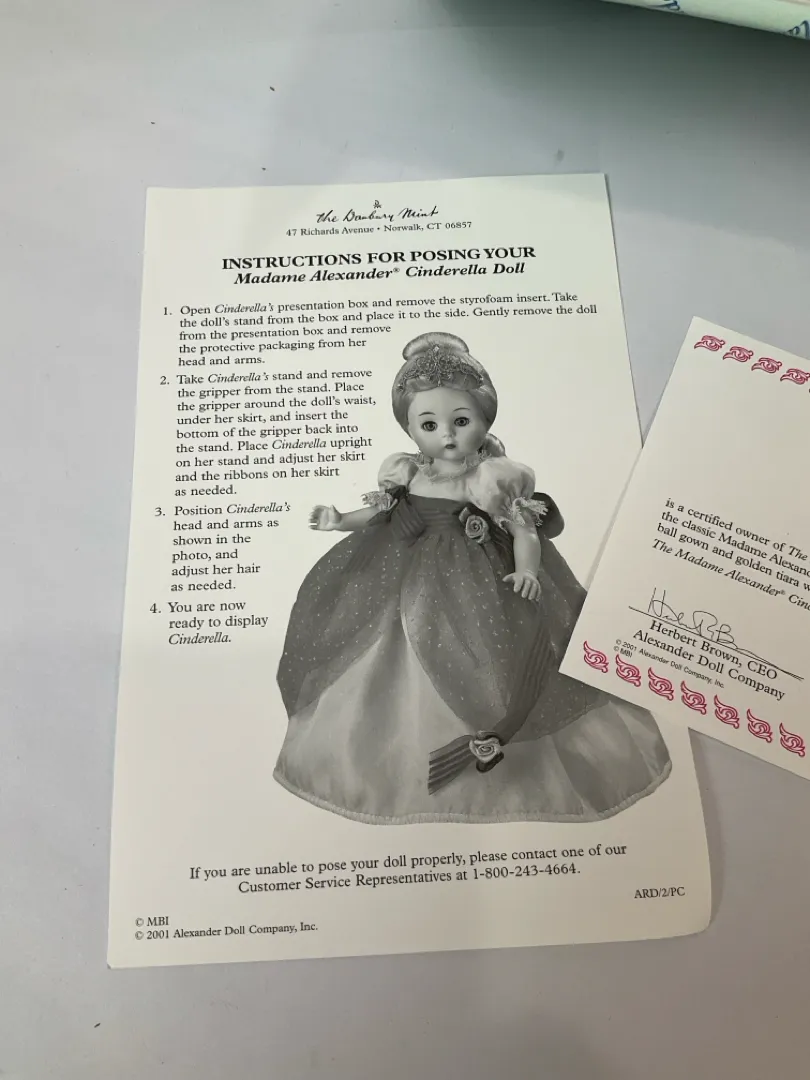 The Danbury Mint
47 Richards Avenue • Norwalk, CT 06857
INSTRUCTIONS FOR POSING YOUR
Madame Alexander® Cinderella Doll
1. Open Cinderella's presentation box and remove the styrofoam insert. Take
the doll's stand from the box and place it to the side. Gently remove the doll
from the presentation box and remove
the protective packaging from her
head and arms.
2. Take Cinderella's stand and remove
the gripper from the stand. Place
the gripper around the doll's waist,
under her skirt, and insert the
bottom of the gripper back into
the stand. Place Cinderella upright
on her stand and adjust her skirt
and the ribbons on her skirt
as needed.
3. Position Cinderella's
head and arms as
shown in the
photo, and
adjust her hair
as needed.
4. You are now
ready to display
Cinderella.
If you are unable to pose your doll properly, please contact one of our
Customer Service Representatives at 1-800-243-4664.
ARD/2/PC
© MBI
© 2001 Alexander Doll Company, Inc.
is a certified owner of The
the classic Madame
ball gown and golden tiara
The Madame Alexander®
Herbert Brown, CEO
Alexander Doll Company
© 2001 Alexander Doll Company, Inc.
© MBI